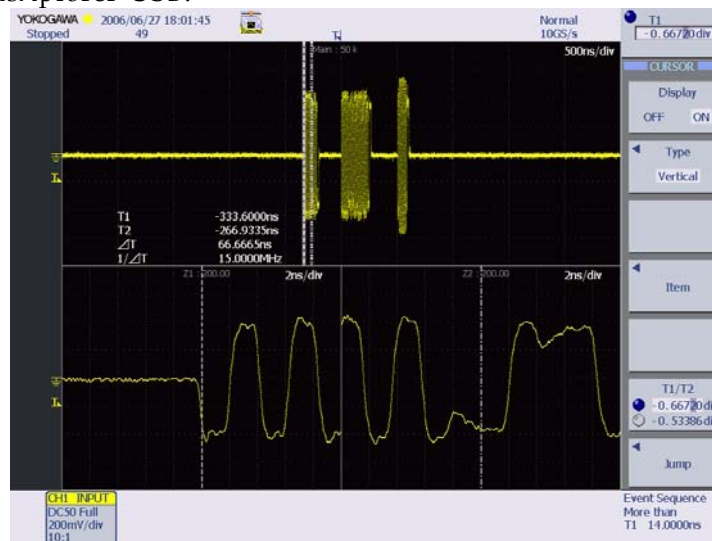 YOKOGAWA 2006/06/27 18:01:45 Normal T1
Stopped 49 10GS/s -0.66720div
Main : 50 k 500ns/div
CURSOR
Display
OFF ON
Type
Vertical
T1 -333.6000ns
T2 -266.9335ns
⊿T 66.6665ns
1/⊿T 15.0000MHz
Z1 : 200.00 2ns/div Z2 : 200.00 2ns/div
Item
T1/T2
-0.66720di
-0.53386di
Jump
CH1 INPUT
DC50 Full
200mV/div
10:1
Event Sequence
More than
T1 14.0000ns